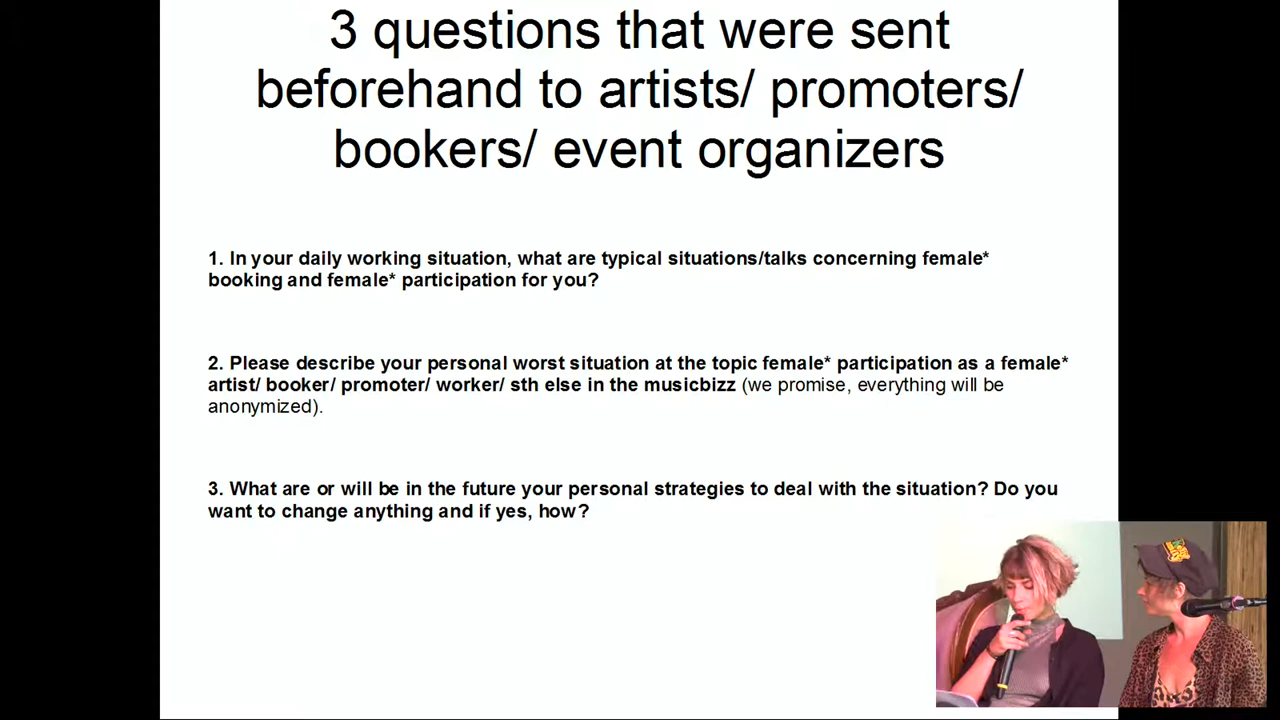 3 questions that were sent
beforehand to artists/ promoters/
bookers/ event organizers
1. In your daily working situation, what are typical situations/talks concerning female*
booking and female* participation for you?
2. Please describe your personal worst situation at the topic female* participation as a female*
artist/ booker/ promoter/ worker/ sth else in the musicbizz (we promise, everything will be
anonymized).
3. What are or will be in the future your personal strategies to deal with the situation? Do you
want to change anything and if yes, how?